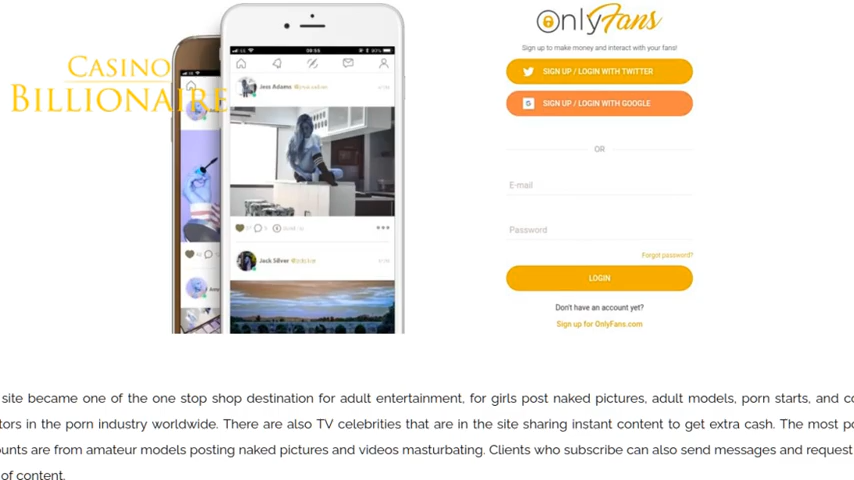 OnlyFans
Sign up to make money and interact with your fans!
CASINO
BILLIONAIRE
SIGN UP / LOGIN WITH TWITTER
G SIGN UP / LOGIN WITH GOOGLE
Jess Adams
OR
E-mail
Password
Forgot password?
Jack Silver
LOGIN
Don't have an account yet?
Sign up for OnlyFans.com
site became one of the one stop shop destination for adult entertainment, for girls post naked pictures, adult models, porn starts, and co
tors in the porn industry worldwide. There are also TV celebrities that are in the site sharing instant content to get extra cash. The most po
ounts are from amateur models posting naked pictures and videos masturbating. Clients who subscribe can also send messages and request
of content.